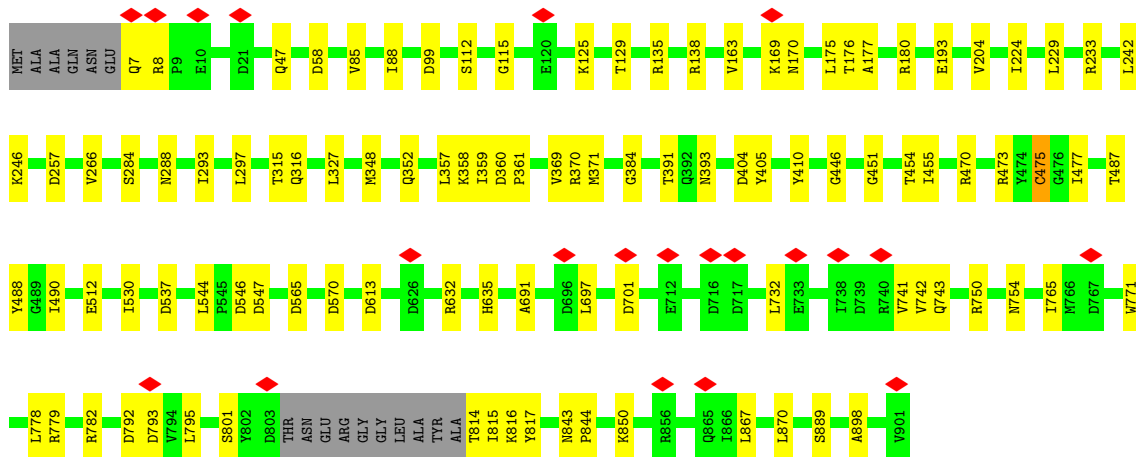 MET ALA ALA GLN ASN GLU Q7 R8 P9 E10 D21 Q47 D58 V85 I88 D99 S112 G115 E120 K125 T129 R135 R138 V163 K169 N170 L175 T176 A177 R180 E193 V204 I224 L229 R233 L242
K246 D257 V266 S284 N288 I293 L297 T315 Q316 L327 M348 Q352 L357 K358 I359 D360 P361 V369 R370 M371 G384 T391 Q392 N393 D404 Y405 Y410 G446 G451 T454 I455 R470 R473 Y474 C475 G476 I477 T487
Y488 G489 I490 E512 I530 D537 L544 P545 D546 D547 D565 D570 D613 D626 R632 H635 A691 D696 L697 D701 E712 D716 D717 L732 E733 I738 D739 R740 V741 V742 Q743 R750 N754 I765 M766 D767 W771
L778 R779 R782 D792 D793 V794 L795 S801 Y802 D803 THR ASN GLU ARG GLY GLY LEU ALA TYR ALA T814 I815 K816 Y817 N843 P844 K850 R856 Q865 I866 L867 L870 S889 A898 V901